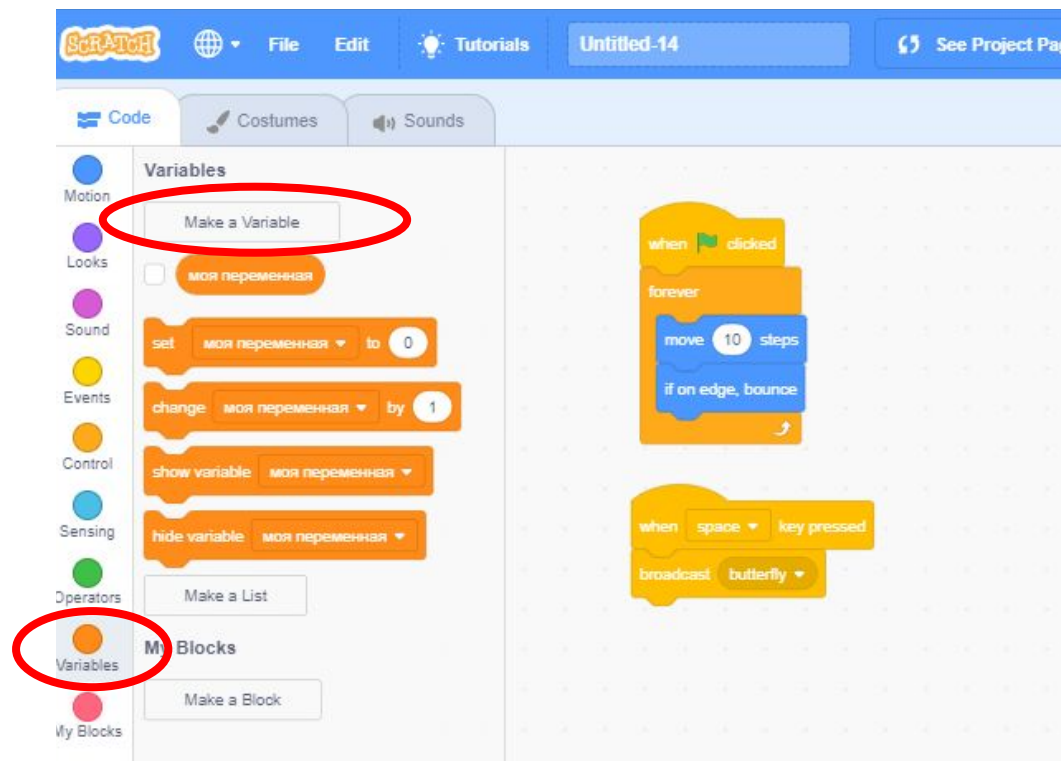 SCRATCH File Edit Tutorials Untitled-14 See Project Pa
Code Costumes Sounds
Motion
Looks
Sound
Events
Control
Sensing
Operators
Variables
My Blocks
Variables
Make a Variable
моя переменная
set моя переменная to 0
change моя переменная by 1
show variable моя переменная
hide variable моя переменная
Make a List
My Blocks
Make a Block
when clicked
forever
move 10 steps
if on edge, bounce
when space key pressed
broadcast butterfly